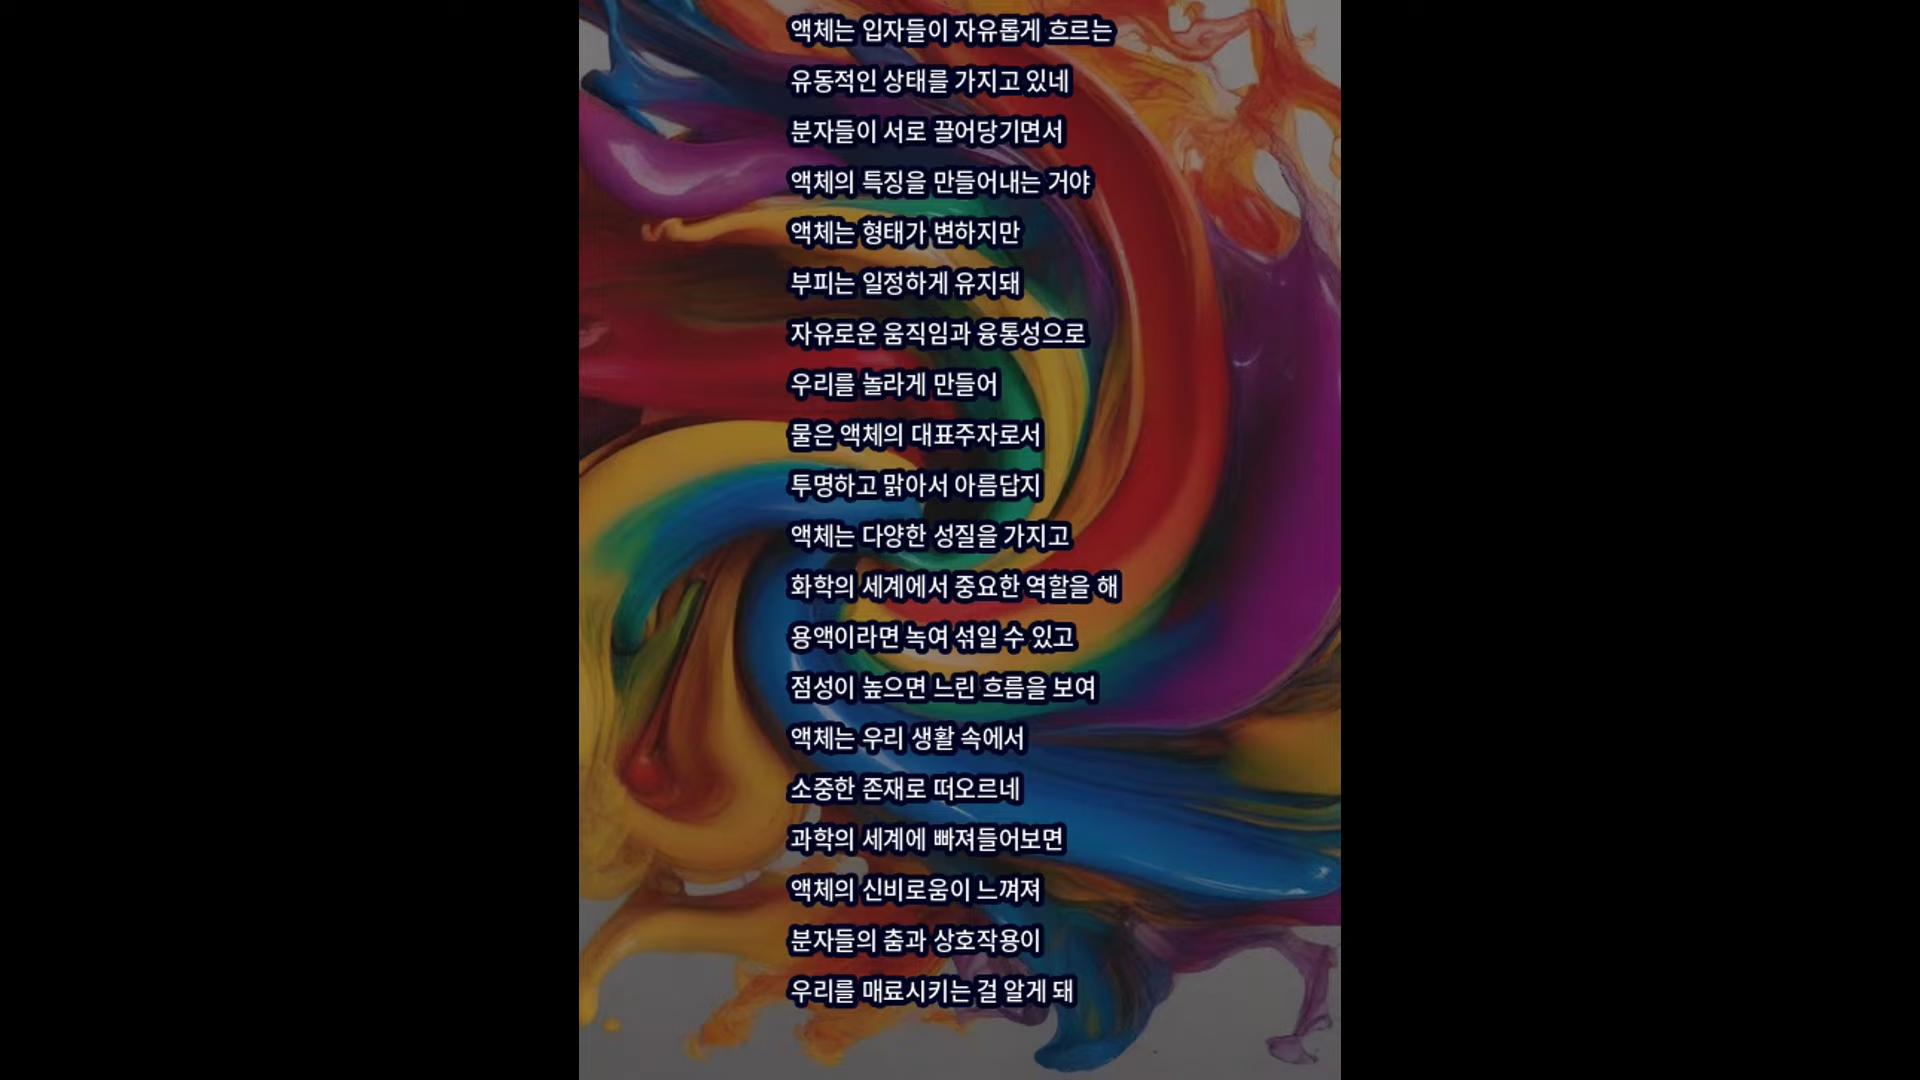 액체는 입자들이 자유롭게 흐르는
유동적인 상태를 가지고 있네
분자들이 서로 끌어당기면서
액체의 특징을 만들어내는 거야
액체는 형태가 변하지만
부피는 일정하게 유지돼
자유로운 움직임과 융통성으로
우리를 놀라게 만들어
물은 액체의 대표주자로서
투명하고 맑아서 아름답지
액체는 다양한 성질을 가지고
화학의 세계에서 중요한 역할을 해
용액이라면 녹여 섞일 수 있고
점성이 높으면 느린 흐름을 보여
액체는 우리 생활 속에서
소중한 존재로 떠오르네
과학의 세계에 빠져들어보면
액체의 신비로움이 느껴져
분자들의 춤과 상호작용이
우리를 매료시키는 걸 알게 돼